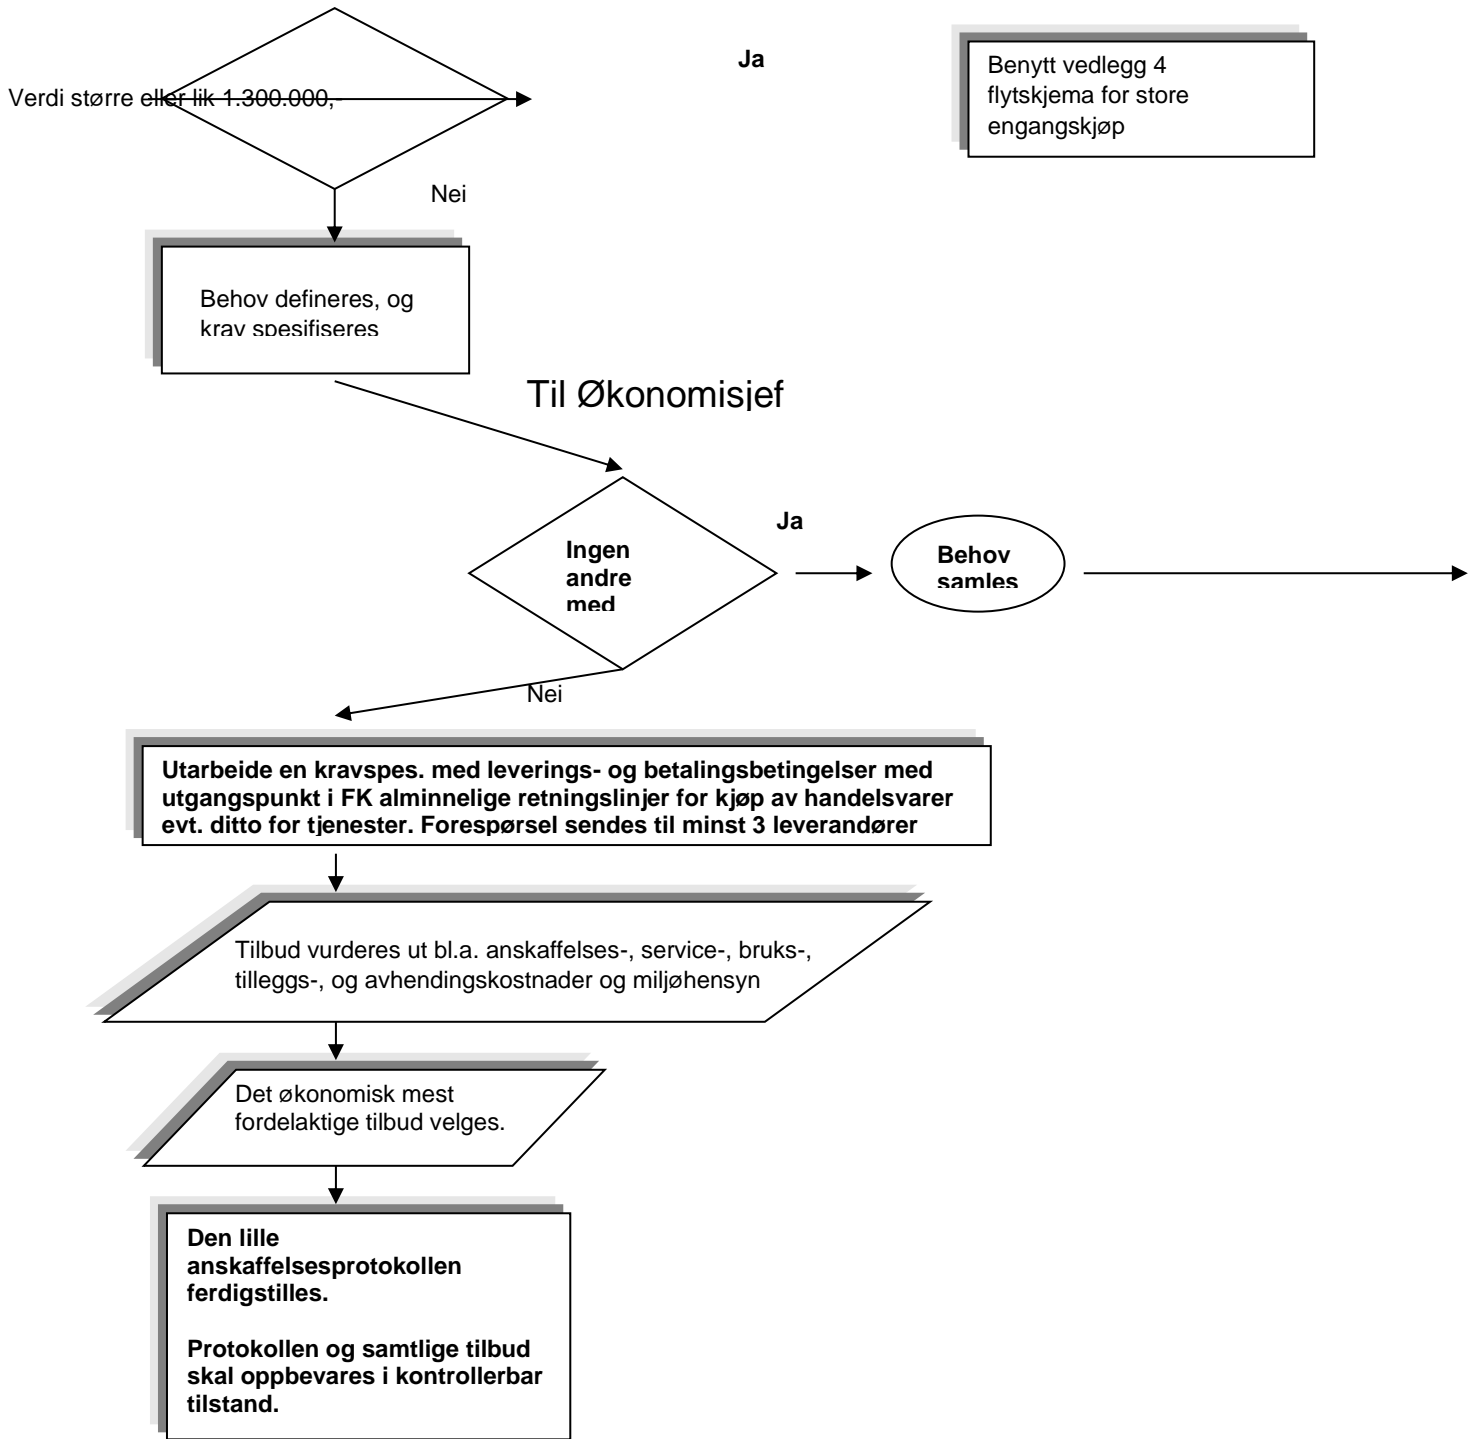 Ja
Benytt vedlegg 4
flytskjema for store
engangskjøp
Verdi større eller lik 1.300.000,-
Nei
Behov defineres, og
krav spesifiseres
Til Økonomisjef
Ja
Ingen
andre
med
Behov
samles
Nei
Utarbeide en kravspes. med leverings- og betalingsbetingelser med
utgangspunkt i FK alminnelige retningslinjer for kjøp av handelsvarer
evt. ditto for tjenester. Forespørsel sendes til minst 3 leverandører
Tilbud vurderes ut bl.a. anskaffelses-, service-, bruks-,
tilleggs-, og avhendingskostnader og miljøhensyn
Det økonomisk mest
fordelaktige tilbud velges.
Den lille
anskaffelsesprotokollen
ferdigstilles.
Protokollen og samtlige tilbud
skal oppbevares i kontrollerbar
tilstand.